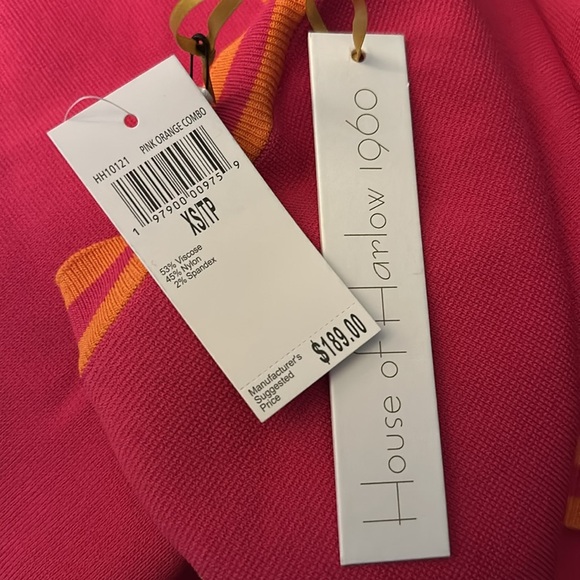 HH10121 PINK ORANGE COMBO
1 97900 00975 9
XS/TP
53% Viscose
45% Nylon
2% Spandex
Manufacturer's
Suggested
Price
$189.00
House of Harlow 1960